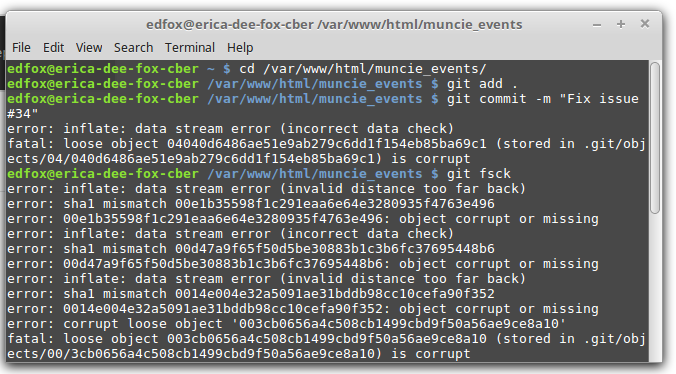 edfox@erica-dee-fox-cber /var/www/html/muncie_events
File Edit View Search Terminal Help
edfox@erica-dee-fox-cber ~ $ cd /var/www/html/muncie_events/
edfox@erica-dee-fox-cber /var/www/html/muncie_events $ git add .
edfox@erica-dee-fox-cber /var/www/html/muncie_events $ git commit -m "Fix issue
#34"
error: inflate: data stream error (incorrect data check)
fatal: loose object 04040d6486ae51e9ab279c6dd1f154eb85ba69c1 (stored in .git/obj
ects/04/040d6486ae51e9ab279c6dd1f154eb85ba69c1) is corrupt
edfox@erica-dee-fox-cber /var/www/html/muncie_events $ git fsck
error: inflate: data stream error (invalid distance too far back)
error: sha1 mismatch 00e1b35598f1c291eaa6e64e3280935f4763e496
error: 00e1b35598f1c291eaa6e64e3280935f4763e496: object corrupt or missing
error: inflate: data stream error (incorrect data check)
error: sha1 mismatch 00d47a9f65f50d5be30883b1c3b6fc37695448b6
error: 00d47a9f65f50d5be30883b1c3b6fc37695448b6: object corrupt or missing
error: inflate: data stream error (invalid distance too far back)
error: sha1 mismatch 0014e004e32a5091ae31bddb98cc10cefa90f352
error: 0014e004e32a5091ae31bddb98cc10cefa90f352: object corrupt or missing
error: corrupt loose object '003cb0656a4c508cb1499cbd9f50a56ae9ce8a10'
fatal: loose object 003cb0656a4c508cb1499cbd9f50a56ae9ce8a10 (stored in .git/obj
ects/00/3cb0656a4c508cb1499cbd9f50a56ae9ce8a10) is corrupt